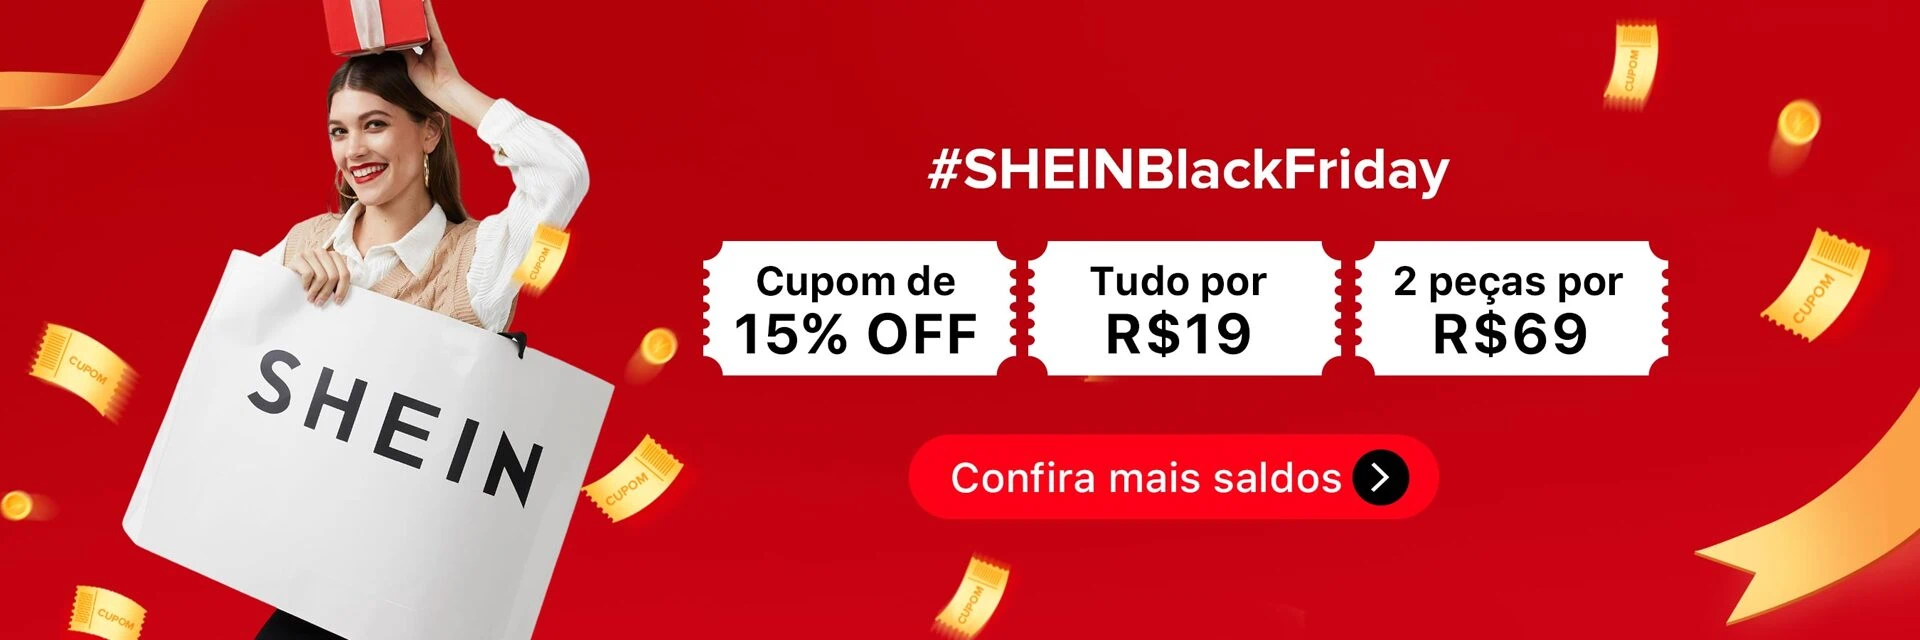 #SHEINBlackFriday
Cupom de
15% OFF
Tudo por
R$19
2 peças por
R$69
Confira mais saldos
SHEIN
CUPOM
CUPOM
CUPOM
CUPOM
CUPOM
CUPOM
CUPOM